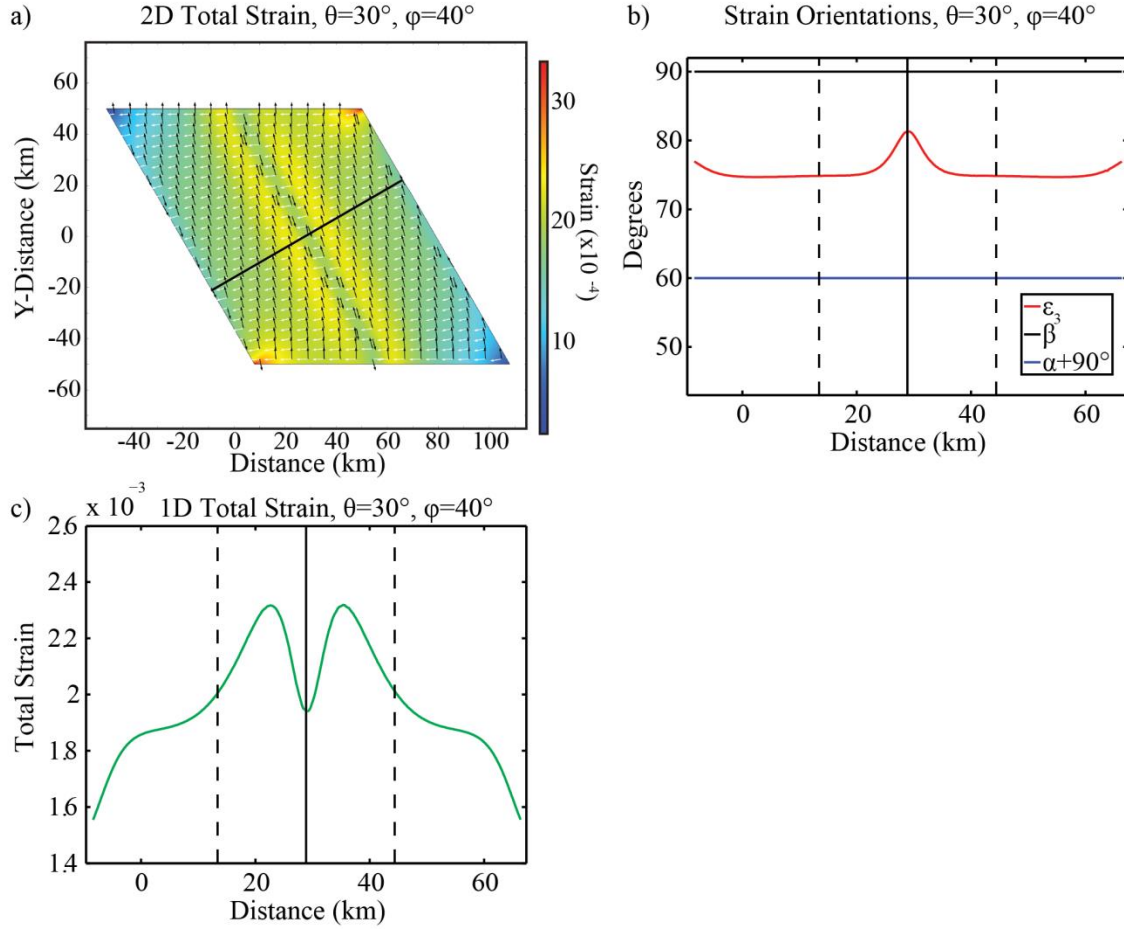 a) 2D Total Strain, θ=30°, φ=40°
60
40
20
0
-20
-40
-60
Y-Distance (km)
-40 -20 0 20 40 60 80 100
Distance (km)
30
20
10
Strain (x10 ⁻⁴)
b) Strain Orientations, θ=30°, φ=40°
90
80
70
60
50
Degrees
ε₃
β
α+90°
0 20 40 60
Distance (km)
c) x 10⁻³ 1D Total Strain, θ=30°, φ=40°
2.6
2.4
2.2
2
1.8
1.6
1.4
Total Strain
0 20 40 60
Distance (km)